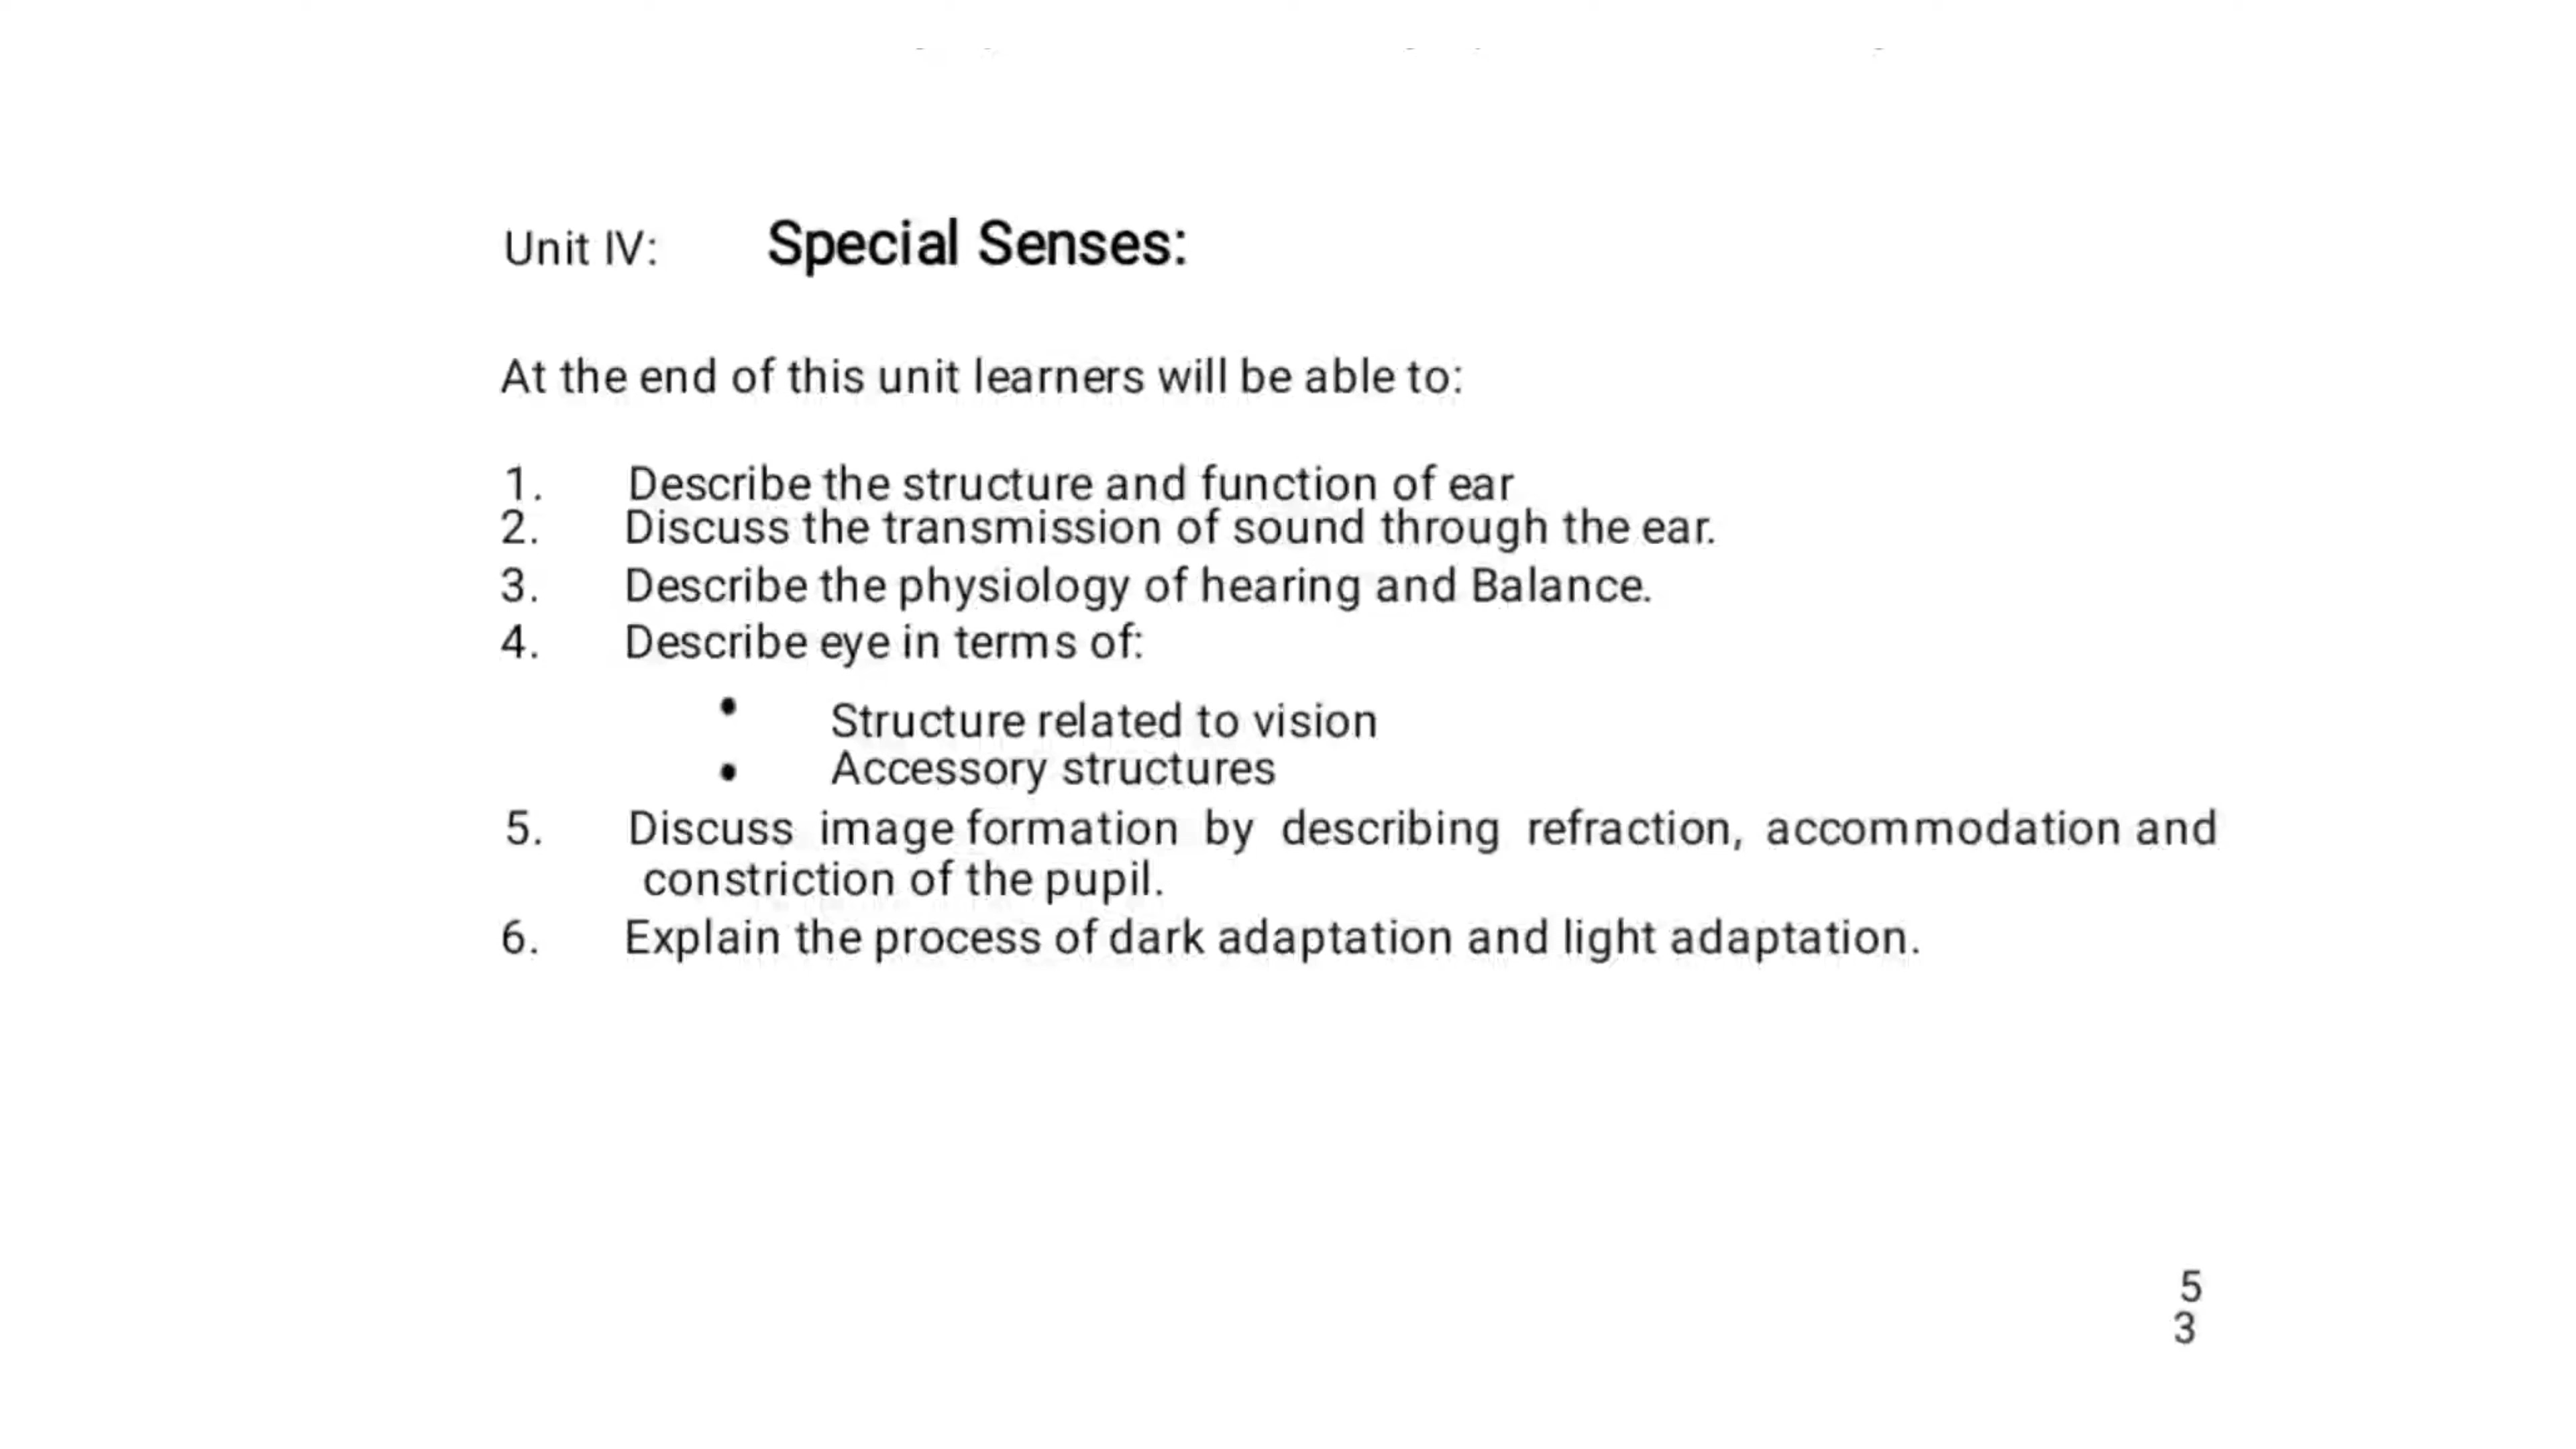 Unit IV: Special Senses:
At the end of this unit learners will be able to:
1. Describe the structure and function of ear
2. Discuss the transmission of sound through the ear.
3. Describe the physiology of hearing and Balance.
4. Describe eye in terms of:
• Structure related to vision
• Accessory structures
5. Discuss image formation by describing refraction, accommodation and
constriction of the pupil.
6. Explain the process of dark adaptation and light adaptation.
5
3